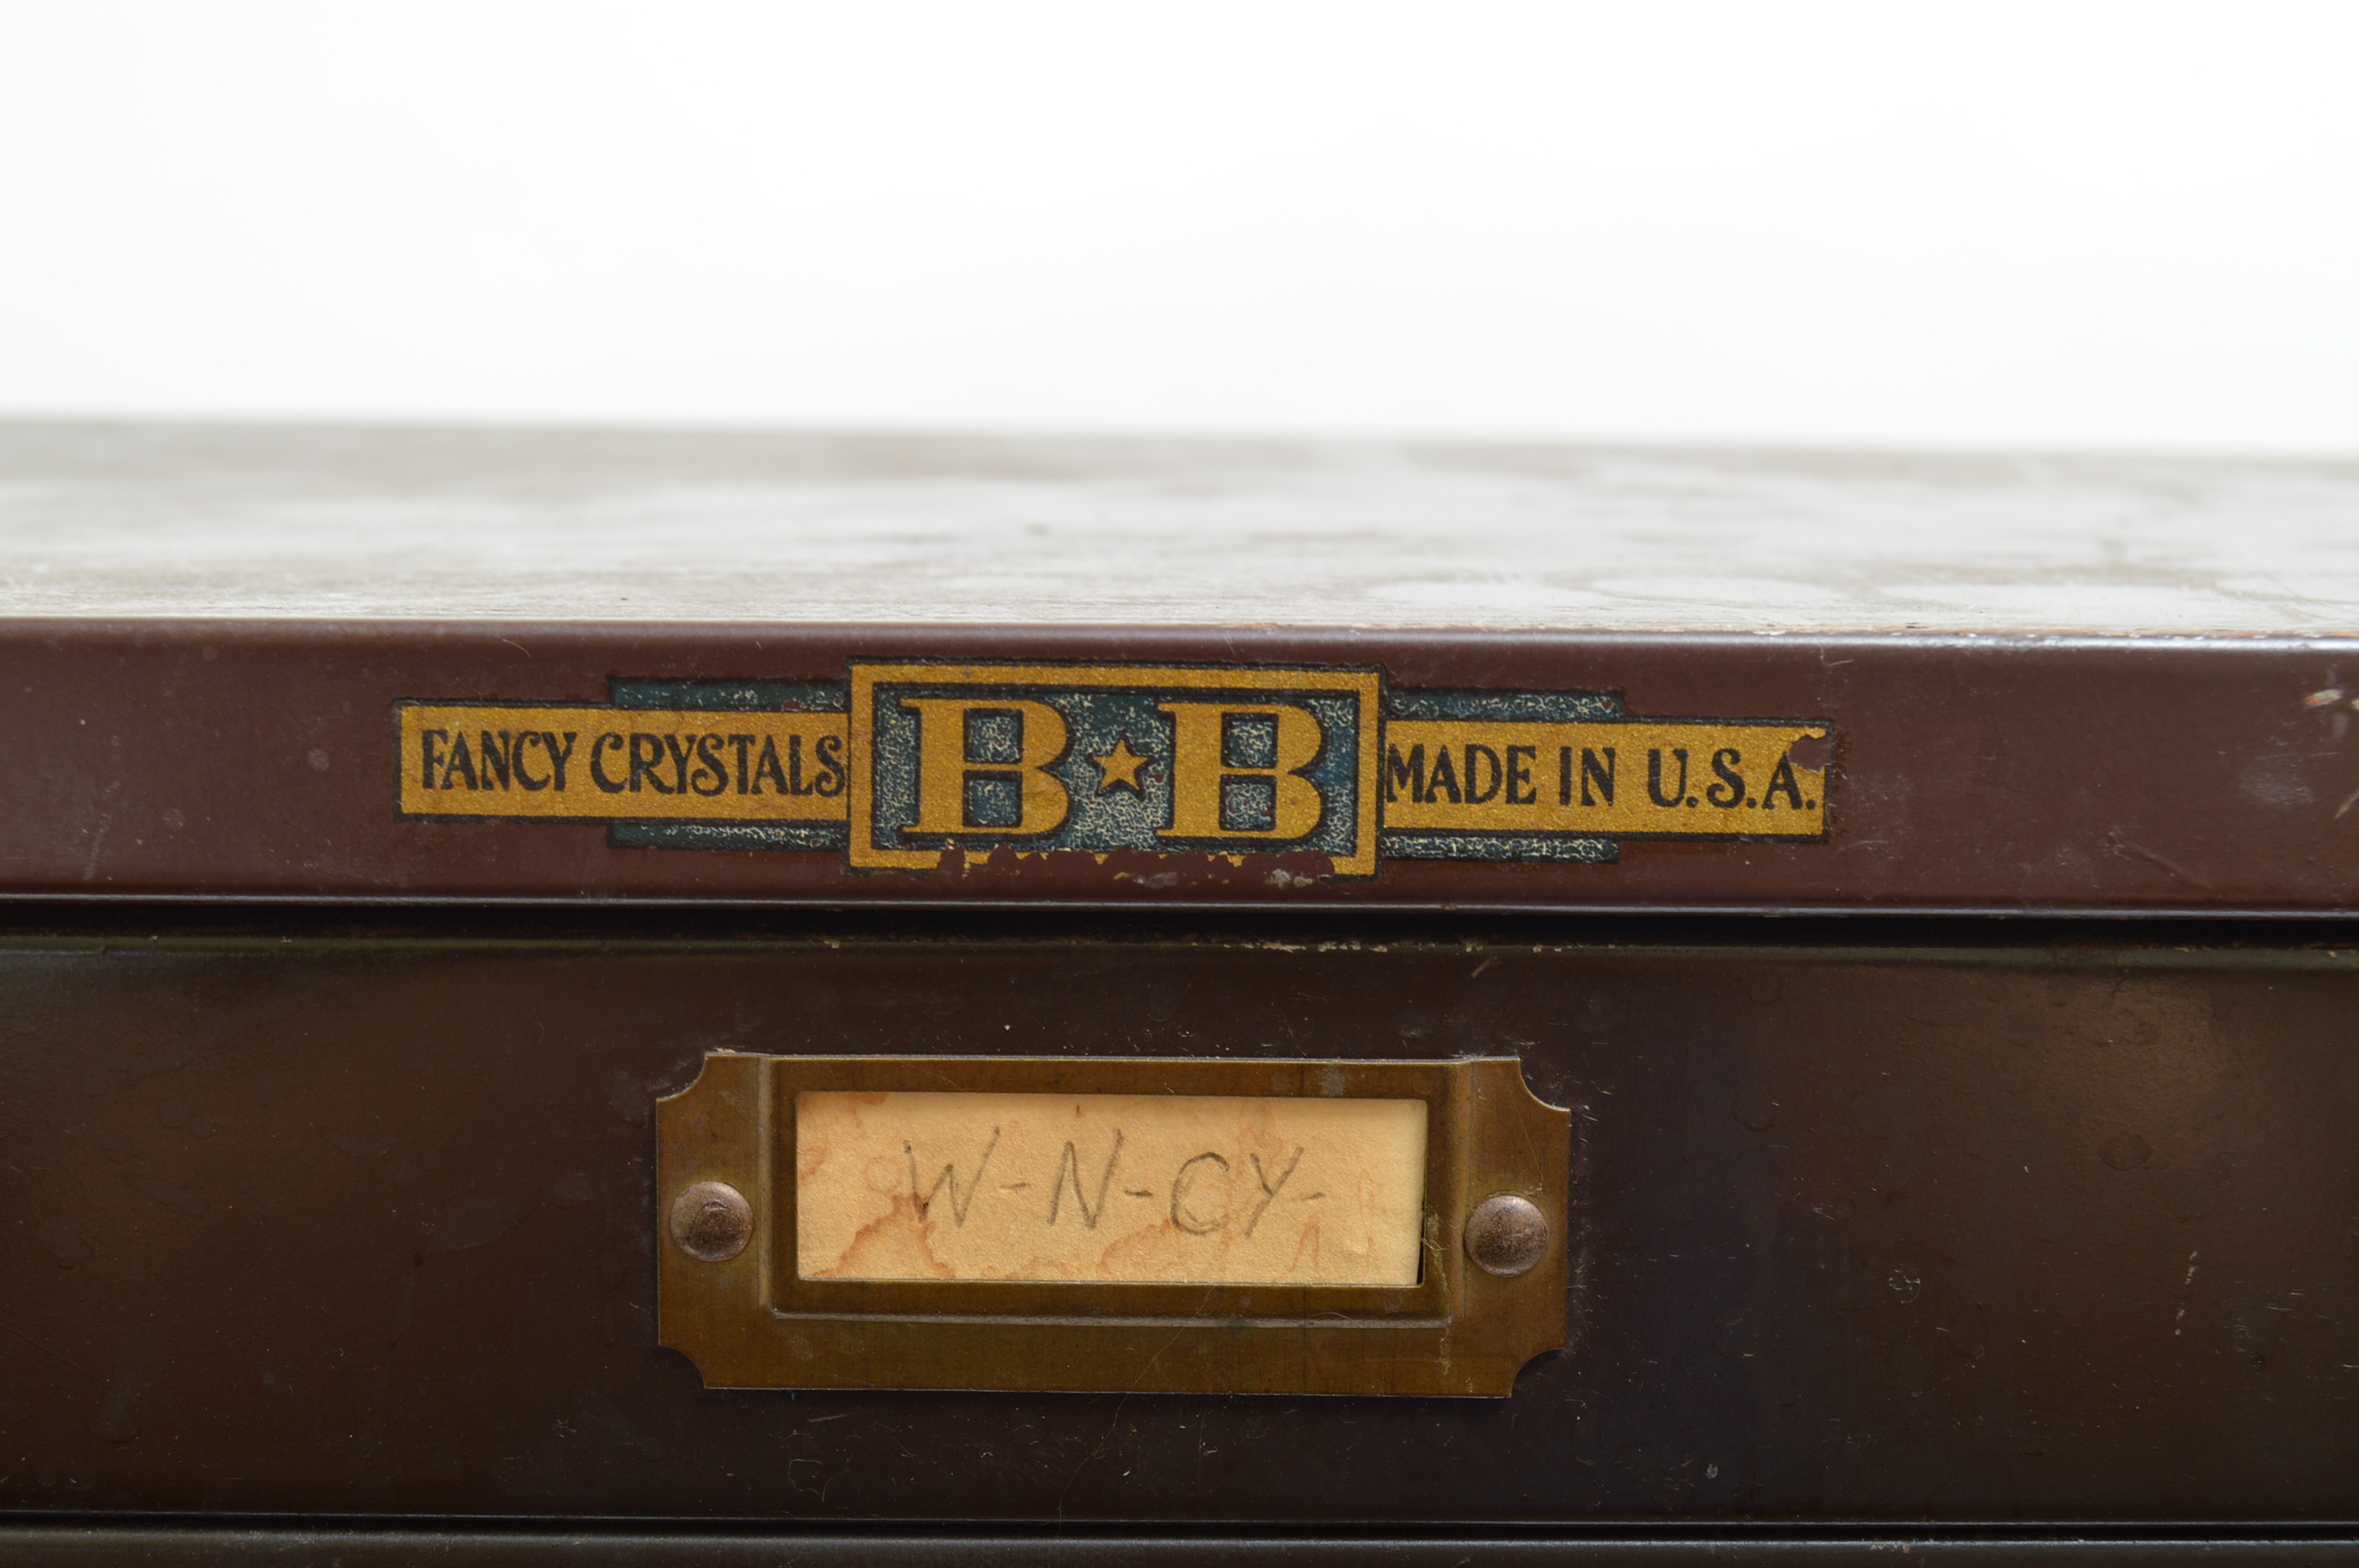 FANCY CRYSTALS B★B MADE IN U.S.A.
W-N-CY-